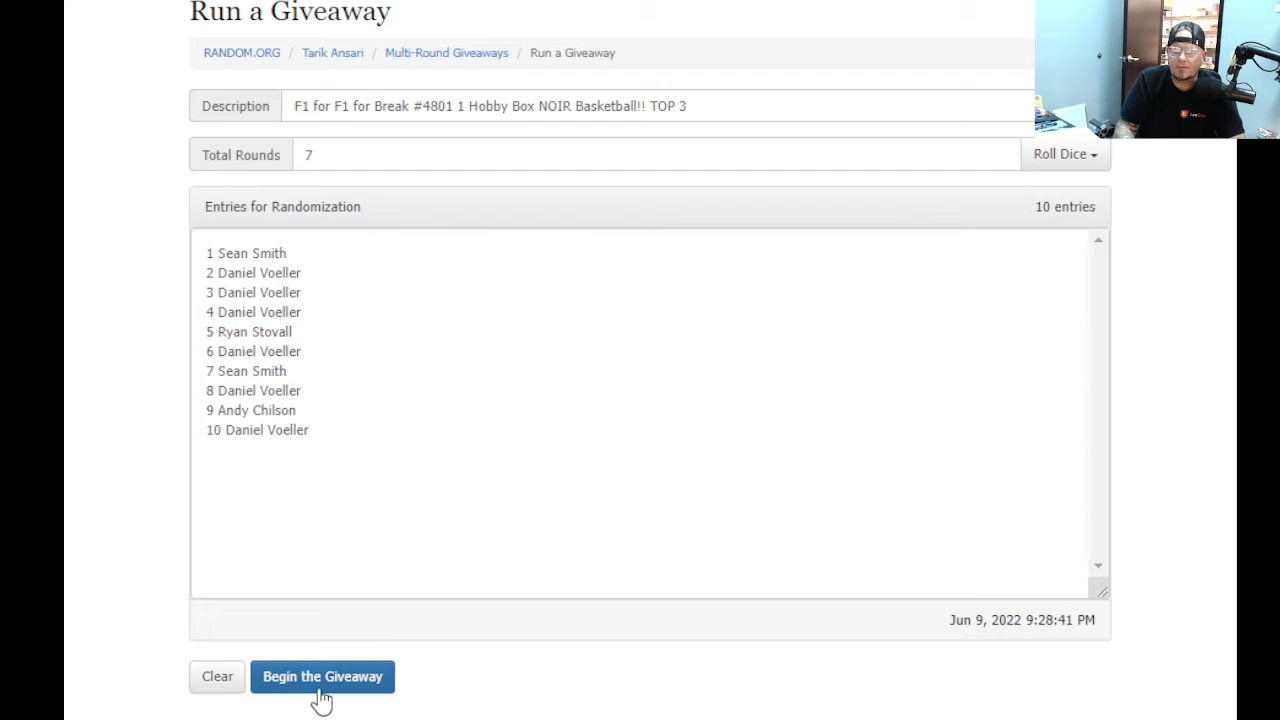 Run a Giveaway
RANDOM.ORG / Tarik Ansari / Multi-Round Giveaways / Run a Giveaway
Description F1 for F1 for Break #4801 1 Hobby Box NOIR Basketball!! TOP 3
Total Rounds 7 Roll Dice
Entries for Randomization 10 entries
1 Sean Smith
2 Daniel Voeller
3 Daniel Voeller
4 Daniel Voeller
5 Ryan Stovall
6 Daniel Voeller
7 Sean Smith
8 Daniel Voeller
9 Andy Chilson
10 Daniel Voeller
Jun 9, 2022 9:28:41 PM
Clear Begin the Giveaway